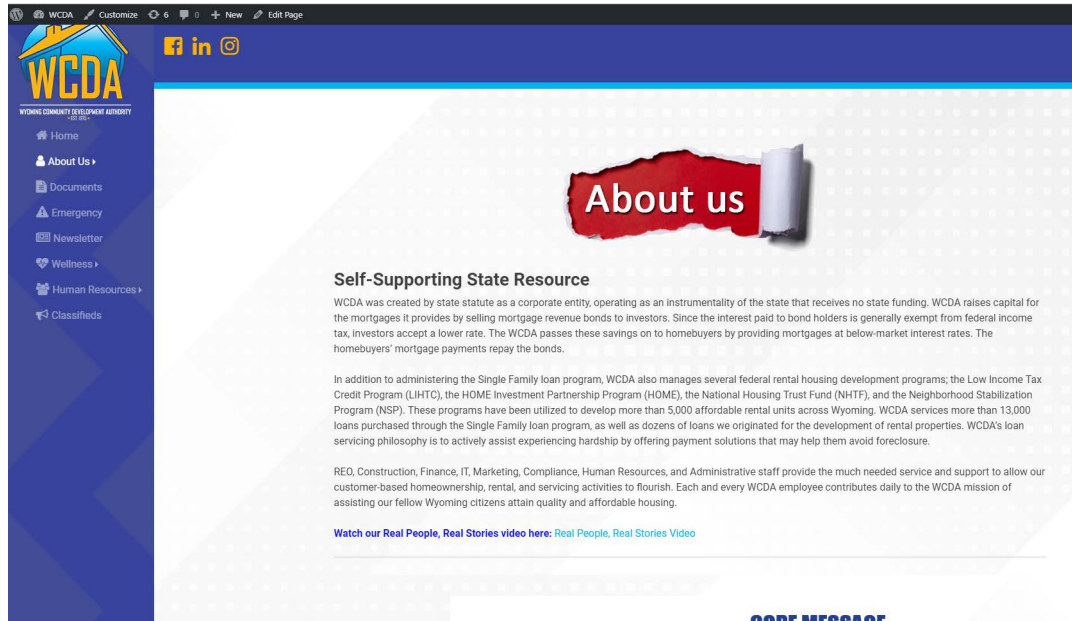 WCDA Customize 6 0 New Edit Page
WCDA
WYOMING COMMUNITY DEVELOPMENT AUTHORITY
Home
About Us
Documents
Emergency
Newsletter
Wellness
Human Resources
Classifieds
About us
Self-Supporting State Resource
WCDA was created by state statute as a corporate entity, operating as an instrumentality of the state that receives no state funding. WCDA raises capital for
the mortgages it provides by selling mortgage revenue bonds to investors. Since the interest paid to bond holders is generally exempt from federal income
tax, investors accept a lower rate. The WCDA passes these savings on to homebuyers by providing mortgages at below-market interest rates. The
homebuyers' mortgage payments repay the bonds.
In addition to administering the Single Family loan program, WCDA also manages several federal rental housing development programs; the Low Income Tax
Credit Program (LIHTC), the HOME Investment Partnership Program (HOME), the National Housing Trust Fund (NHTF), and the Neighborhood Stabilization
Program (NSP). These programs have been utilized to develop more than 5,000 affordable rental units across Wyoming. WCDA services more than 13,000
loans purchased through the Single Family loan program, as well as dozens of loans we originated for the development of rental properties. WCDA's loan
servicing philosophy is to actively assist experiencing hardship by offering payment solutions that may help them avoid foreclosure.
REO, Construction, Finance, IT, Marketing, Compliance, Human Resources, and Administrative staff provide the much needed service and support to allow our
customer-based homeownership, rental, and servicing activities to flourish. Each and every WCDA employee contributes daily to the WCDA mission of
assisting our fellow Wyoming citizens attain quality and affordable housing.
Watch our Real People, Real Stories video here: Real People, Real Stories Video